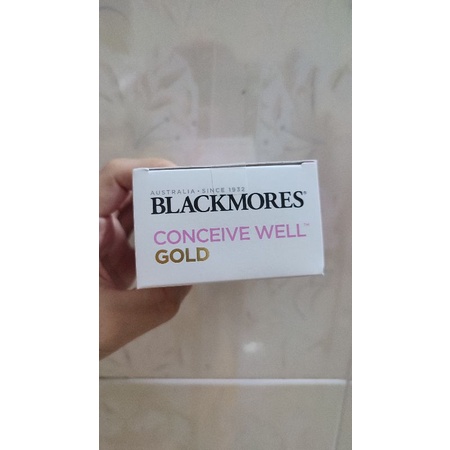 AUSTRALIA • SINCE 1932
BLACKMORES®
CONCEIVE WELL™
GOLD